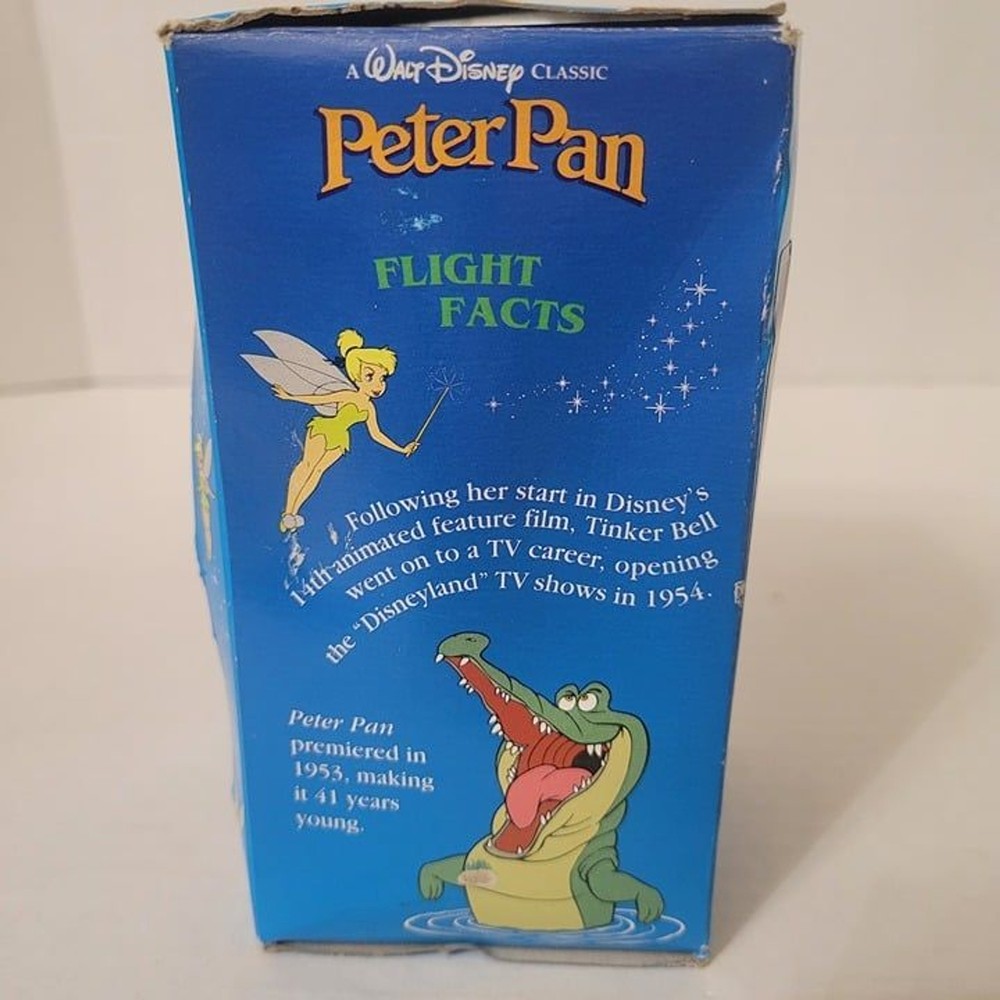 A WALT DISNEY CLASSIC
Peter Pan
FLIGHT
FACTS
Following her start in Disney's
14th animated feature film, Tinker Bell
went on to a TV career, opening
the "Disneyland" TV shows in 1954.
Peter Pan
premiered in
1953, making
it 41 years
young.